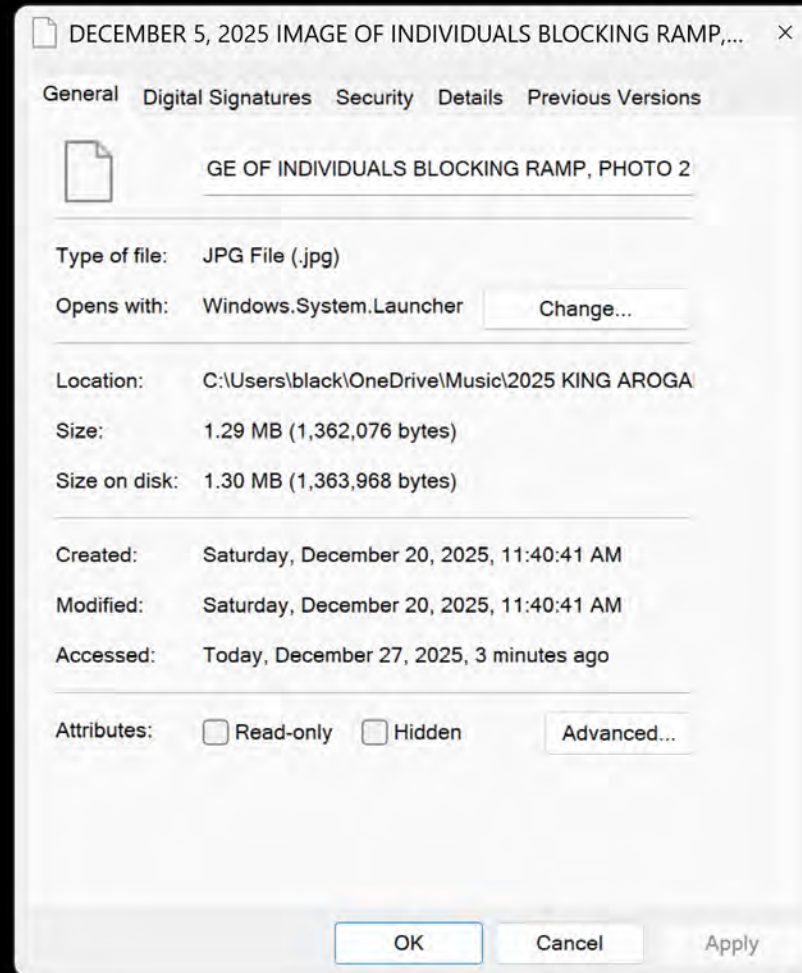 DECEMBER 5, 2025 IMAGE OF INDIVIDUALS BLOCKING RAMP,...
General Digital Signatures Security Details Previous Versions
GE OF INDIVIDUALS BLOCKING RAMP, PHOTO 2
Type of file: JPG File (.jpg)
Opens with: Windows.System.Launcher Change...
Location: C:\Users\black\OneDrive\Music\2025 KING AROGA
Size: 1.29 MB (1,362,076 bytes)
Size on disk: 1.30 MB (1,363,968 bytes)
Created: Saturday, December 20, 2025, 11:40:41 AM
Modified: Saturday, December 20, 2025, 11:40:41 AM
Accessed: Today, December 27, 2025, 3 minutes ago
Attributes: Read-only Hidden Advanced...
OK Cancel Apply